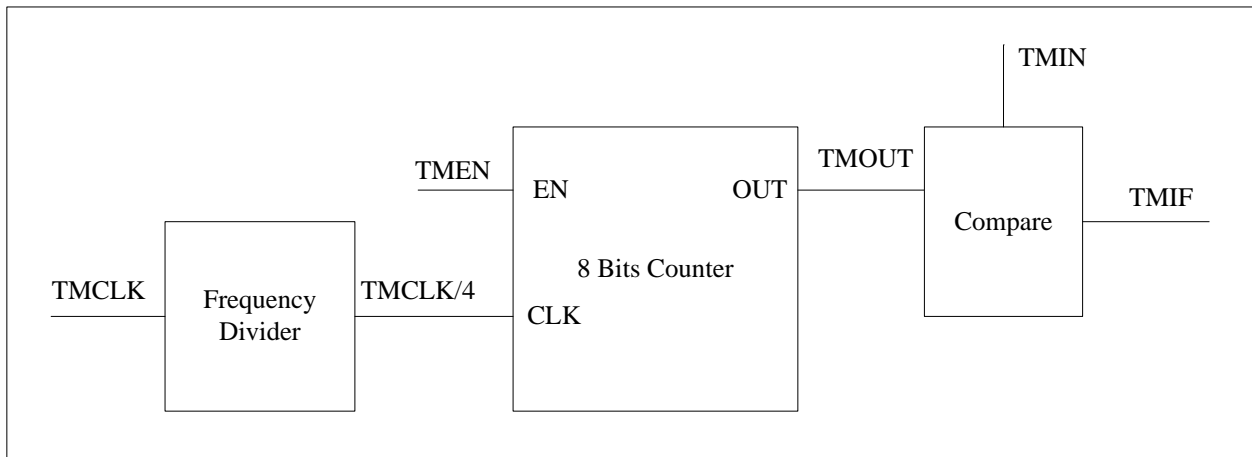 TMIN
TMEN
EN
OUT
TMOUT
Compare
TMIF
8 Bits Counter
TMCLK
Frequency
Divider
TMCLK/4
CLK